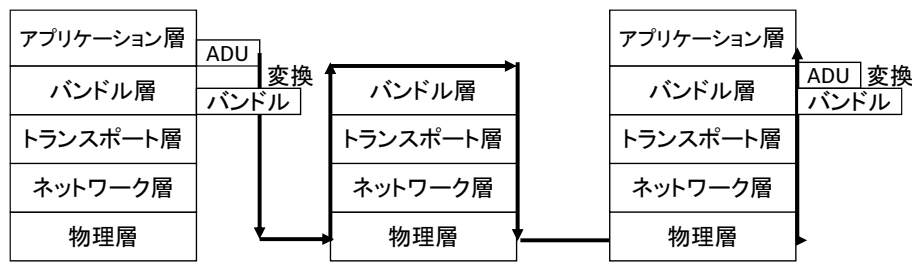 アプリケーション層
ADU
変換
バンドル層
バンドル
トランスポート層
ネットワーク層
物理層
バンドル層
トランスポート層
ネットワーク層
物理層
アプリケーション層
ADU
変換
バンドル層
バンドル
トランスポート層
ネットワーク層
物理層